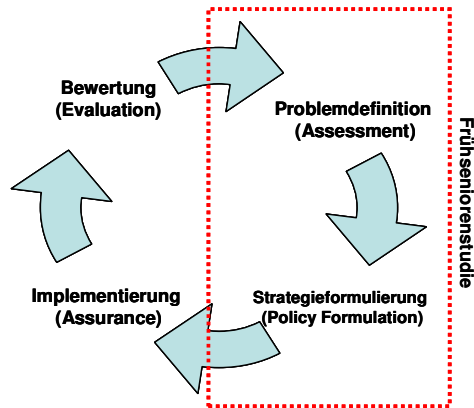 Bewertung
(Evaluation)
Problemdefinition
(Assessment)
Frühseniorenstudie
Implementierung
(Assurance)
Strategieformulierung
(Policy Formulation)